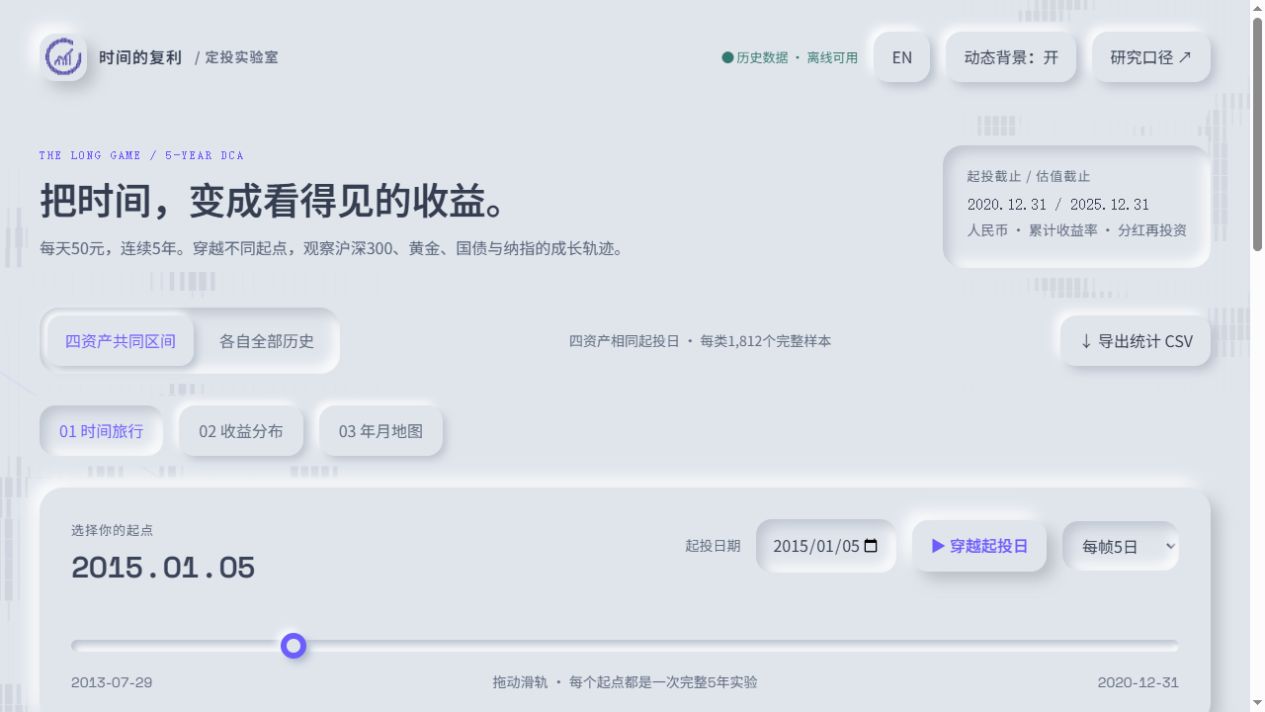 时间的复利 / 定投实验室
历史数据 · 离线可用
EN
动态背景：开
研究口径 ↗
THE LONG GAME / 5-YEAR DCA
把时间，变成看得见的收益。
每天50元，连续5年。穿越不同起点，观察沪深300、黄金、国债与纳指的成长轨迹。
起投截止 / 估值截止
2020.12.31 / 2025.12.31
人民币 · 累计收益率 · 分红再投资
四资产共同区间
各自全部历史
四资产相同起投日 · 每类1,812个完整样本
↓ 导出统计 CSV
01 时间旅行
02 收益分布
03 年月地图
选择你的起点
2015.01.05
起投日期
2015/01/05
▶ 穿越起投日
每帧5日
2013-07-29
拖动滑轨 · 每个起点都是一次完整5年实验
2020-12-31